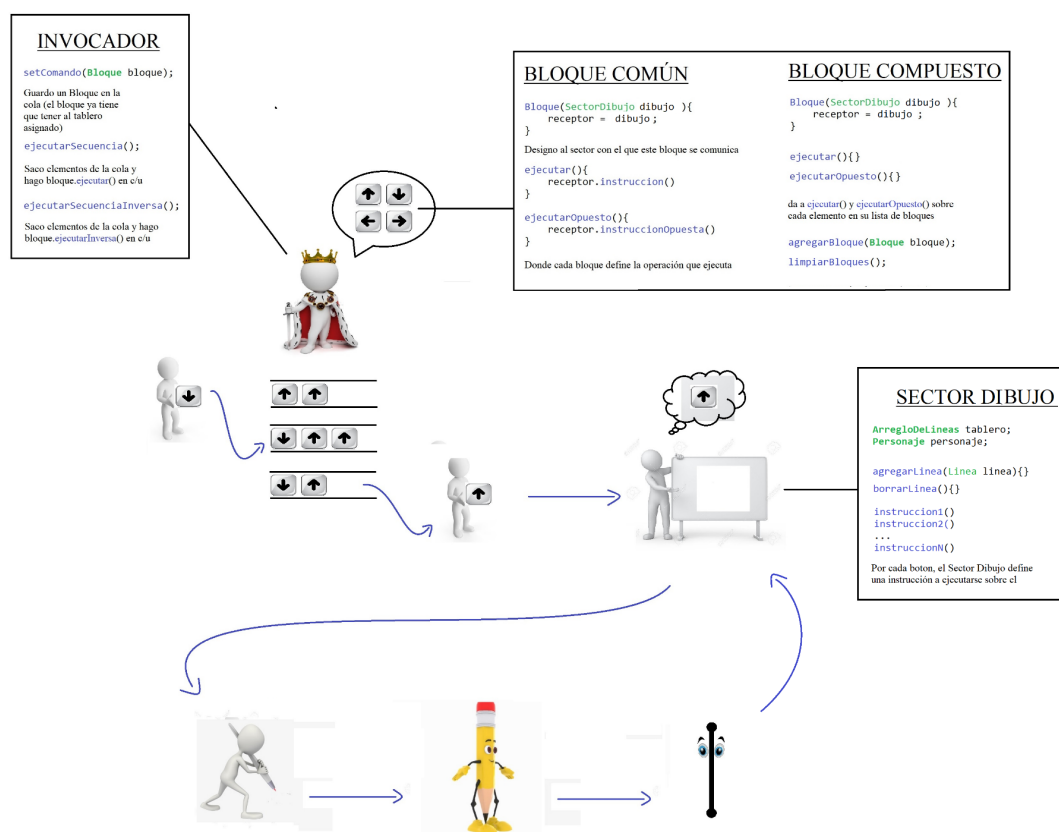 INVOCADOR
setComando(Bloque bloque);
Guardo un Bloque en la
cola (el bloque ya tiene
que tener al tablero
asignado)
ejecutarSecuencia();
Saco elementos de la cola y
hago bloque.ejecutar() en c/u
ejecutarSecuenciaInversa();
Saco elementos de la cola y hago
bloque.ejecutarInversa() en c/u
BLOQUE COMÚN
Bloque(SectorDibujo dibujo ){
receptor = dibujo ;
}
Designo al sector con el que este bloque se comunica
ejecutar(){
receptor.instruccion()
}
ejecutarOpuesto(){
receptor.instruccionOpuesta()
}
Donde cada bloque define la operación que ejecuta
BLOQUE COMPUESTO
Bloque(SectorDibujo dibujo ){
receptor = dibujo ;
}
ejecutar(){}
ejecutarOpuesto(){}
da a ejecutar() y ejecutarOpuesto() sobre
cada elemento en su lista de bloques
agregarBloque(Bloque bloque);
limpiarBloques();
SECTOR DIBUJO
ArregloDeLineas tablero;
Personaje personaje;
agregarLinea(Linea linea){}
borrarLinea(){}
instruccion1()
instruccion2()
...
instruccionN()
Por cada boton, el Sector Dibujo define
una instrucción a ejecutarse sobre el